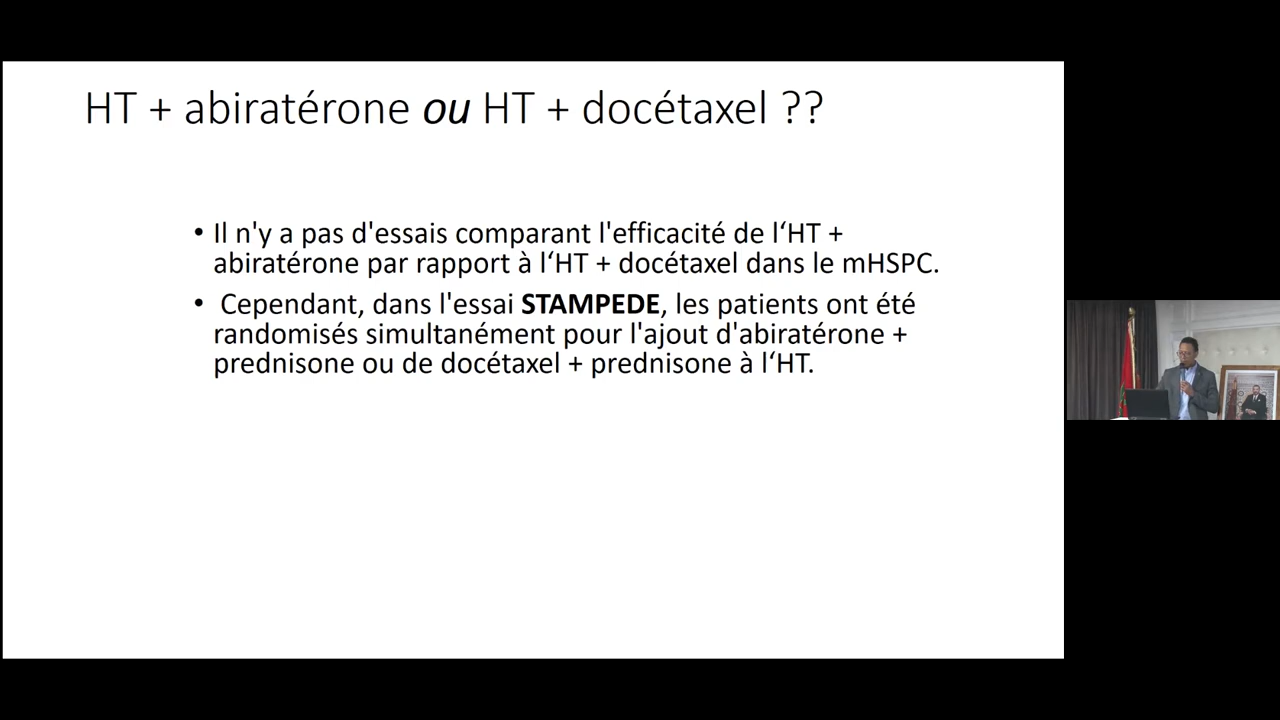 HT + abiratérone ou HT + docétaxel ??
• Il n'y a pas d'essais comparant l'efficacité de l‘HT +
abiratérone par rapport à l‘HT + docétaxel dans le mHSPC.
• Cependant, dans l'essai STAMPEDE, les patients ont été
randomisés simultanément pour l'ajout d'abiratérone +
prednisone ou de docétaxel + prednisone à l‘HT.